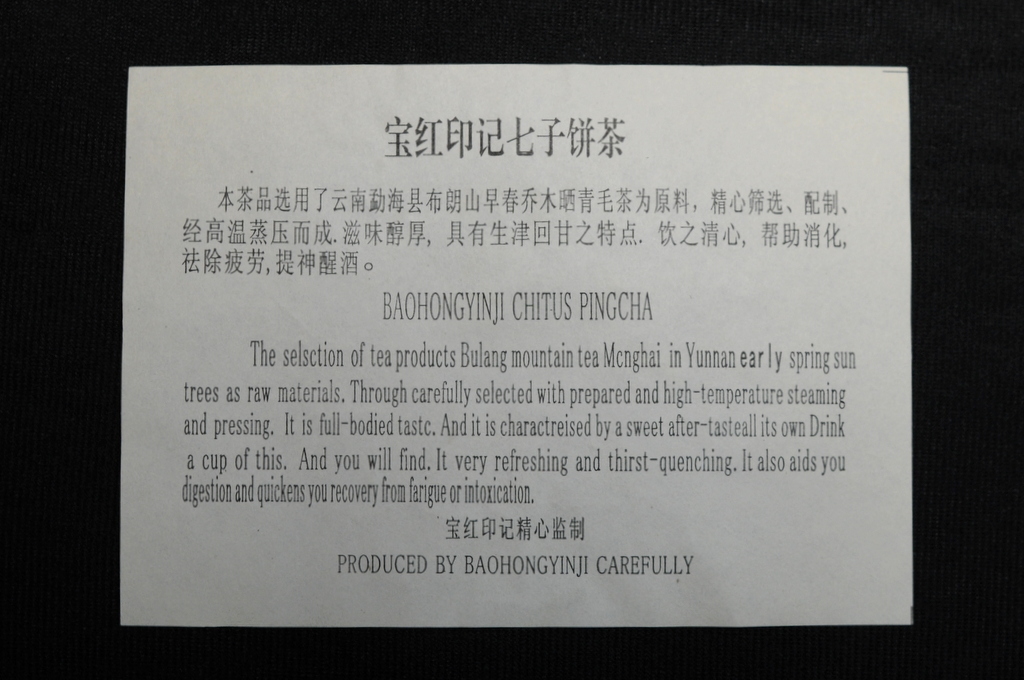 宝红印记七子饼茶
本茶品选用了云南勐海县布朗山早春乔木晒青毛茶为原料，精心筛选、配制、
经高温蒸压而成.滋味醇厚, 具有生津回甘之特点. 饮之清心, 帮助消化,
祛除疲劳,提神醒酒。
BAOHONGYINJI CHITUS PINGCHA
The selsction of tea products Bulang mountain tea Mcnghai in Yunnan early spring sun
trees as raw materials. Through carefully selected with prepared and high-temperature steaming
and pressing. It is full-bodied tastc. And it is charactreised by a sweet after-tasteall its own Drink
a cup of this. And you will find. It very refreshing and thirst-quenching. It also aids you
digestion and quickens you recovery from farigue or intoxication.
宝红印记精心监制
PRODUCED BY BAOHONGYINJI CAREFULLY